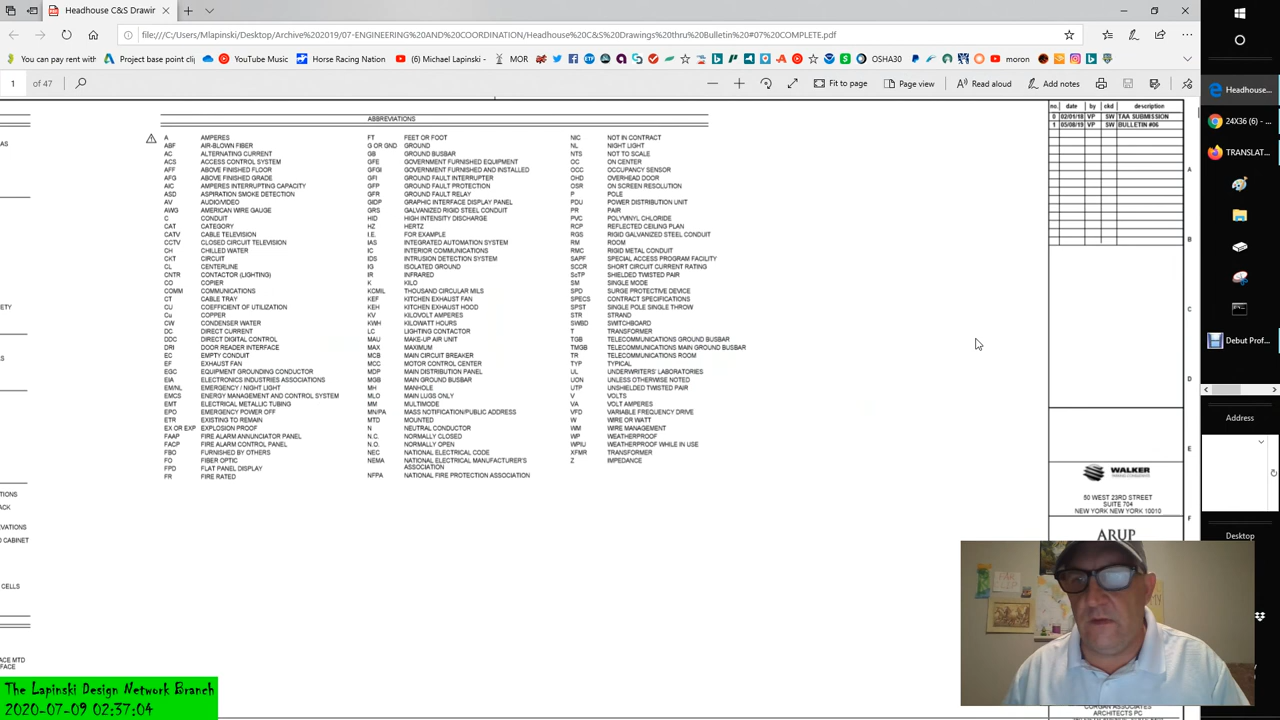 Headhouse C&S Drawir
file:///C:/Users/Mlapinski/Desktop/Archive%202019/07-ENGINEERING%20AND%20COORDINATION/Headhouse%20C&S%20Drawings%20thru%20Bulletin%20#07%20COMPLETE.pdf
You can pay rent with
Project base point clip
YouTube Music
Horse Racing Nation
(6) Michael Lapinski
MOR
OSHA30
moron
1 of 47
Fit to page
Page view
Read aloud
Add notes
ABBREVIATIONS
A AMPERES
ABF AIR-BLOWN FIBER
AC ALTERNATING CURRENT
ACS ACCESS CONTROL SYSTEM
AFF ABOVE FINISHED FLOOR
AFG ABOVE FINISHED GRADE
AIC AMPERES INTERRUPTING CAPACITY
ASD ASPIRATION SMOKE DETECTION
AV AUDIO/VIDEO
AWG AMERICAN WIRE GAUGE
C CONDUIT
CAT CATEGORY
CATV CABLE TELEVISION
CCTV CLOSED CIRCUIT TELEVISION
CH CHILLED WATER
CKT CIRCUIT
CL CENTERLINE
CNTR CONTACTOR (LIGHTING)
CO COPIER
COMM COMMUNICATIONS
CT CABLE TRAY
CU COEFFICIENT OF UTILIZATION
Cu COPPER
CW CONDENSER WATER
DC DIRECT CURRENT
DDC DIRECT DIGITAL CONTROL
DRI DOOR READER INTERFACE
EC EMPTY CONDUIT
EF EXHAUST FAN
EGC EQUIPMENT GROUNDING CONDUCTOR
EIA ELECTRONICS INDUSTRIES ASSOCIATION
EM/NL EMERGENCY / NIGHT LIGHT
EMCS ENERGY MANAGEMENT AND CONTROL SYSTEM
EMT ELECTRICAL METALLIC TUBING
EPO EMERGENCY POWER OFF
ETR EXISTING TO REMAIN
EX OR EXP EXPLOSION PROOF
FAAP FIRE ALARM ANNUNCIATOR PANEL
FACP FIRE ALARM CONTROL PANEL
FBO FURNISHED BY OTHERS
FO FIBER OPTIC
FPD FLAT PANEL DISPLAY
FR FIRE RATED
FT FEET OR FOOT
G OR GND GROUND
GB GROUND BUSBAR
GFE GOVERNMENT FURNISHED EQUIPMENT
GFGI GOVERNMENT FURNISHED AND INSTALLED
GFI GROUND FAULT INTERRUPTER
GFP GROUND FAULT PROTECTION
GFR GROUND FAULT RELAY
GIDP GRAPHIC INTERFACE DISPLAY PANEL
GRS GALVANIZED RIGID STEEL CONDUIT
HID HIGH INTENSITY DISCHARGE
HZ HERTZ
I.E. FOR EXAMPLE
IAS INTEGRATED AUTOMATION SYSTEM
IC INTERIOR COMMUNICATIONS
IDS INTRUSION DETECTION SYSTEM
IG ISOLATED GROUND
IR INFRARED
K KILO
KCMIL THOUSAND CIRCULAR MILS
KEF KITCHEN EXHAUST FAN
KEH KITCHEN EXHAUST HOOD
KV KILOVOLT AMPERES
KWH KILOWATT HOURS
LC LIGHTING CONTACTOR
MAU MAKE-UP AIR UNIT
MAX MAXIMUM
MCB MAIN CIRCUIT BREAKER
MCC MOTOR CONTROL CENTER
MDP MAIN DISTRIBUTION PANEL
MGB MAIN GROUND BUSBAR
MH MANHOLE
MLO MAIN LUGS ONLY
MM MULTIMODE
MN/PA MASS NOTIFICATION/PUBLIC ADDRESS
MTD MOUNTED
N NEUTRAL CONDUCTOR
N.C. NORMALLY CLOSED
N.O. NORMALLY OPEN
NEC NATIONAL ELECTRICAL CODE
NEMA NATIONAL ELECTRICAL MANUFACTURER'S
ASSOCIATION
NFPA NATIONAL FIRE PROTECTION ASSOCIATION
NIC NOT IN CONTRACT
NL NIGHT LIGHT
NTS NOT TO SCALE
OC ON CENTER
OCC OCCUPANCY SENSOR
OHD OVERHEAD DOOR
OSR ON SCREEN RESOLUTION
P POLE
PDU POWER DISTRIBUTION UNIT
PR PAIR
PVC POLYVINYL CHLORIDE
RCP REFLECTED CEILING PLAN
RGS RIGID GALVANIZED STEEL CONDUIT
RM ROOM
RMC RIGID METAL CONDUIT
SAPF SPECIAL ACCESS PROGRAM FACILITY
SCCR SHORT CIRCUIT CURRENT RATING
ScTP SHIELDED TWISTED PAIR
SM SINGLE MODE
SPD SURGE PROTECTIVE DEVICE
SPECS CONTRACT SPECIFICATIONS
SPST SINGLE POLE SINGLE THROW
STR STRAND
SWBD SWITCHBOARD
T TRANSFORMER
TGB TELECOMMUNICATIONS GROUND BUSBAR
TMGB TELECOMMUNICATIONS MAIN GROUND BUSBAR
TR TELECOMMUNICATIONS ROOM
TYP TYPICAL
UL UNDERWRITERS' LABORATORIES
UON UNLESS OTHERWISE NOTED
UTP UNSHIELDED TWISTED PAIR
V VOLTS
VA VOLT AMPERES
VFD VARIABLE FREQUENCY DRIVE
W WIRE OR WATT
WM WIRE MANAGEMENT
WP WEATHERPROOF
WPIU WEATHERPROOF WHILE IN USE
XFMR TRANSFORMER
Z IMPEDANCE
no. date by ckd description
0 02/01/18 VP SW TAA SUBMISSION
1 05/08/19 VP SW BULLETIN #06
A
B
C
D
E
F
WALKER
50 WEST 23RD STREET
SUITE 704
NEW YORK NEW YORK 10010
ARUP
CORGAN ASSOCIATES
ARCHITECTS PC
AS
ETY
S
TIONS
ACK
EVATIONS
O CABINET
CELLS
ACE MTD
FACE
Headhouse...
24X36 (6) - ...
TRANSLAT...
Debut Prof...
Address
Desktop
The Lapinski Design Network Branch
2020-07-09 02:37:04